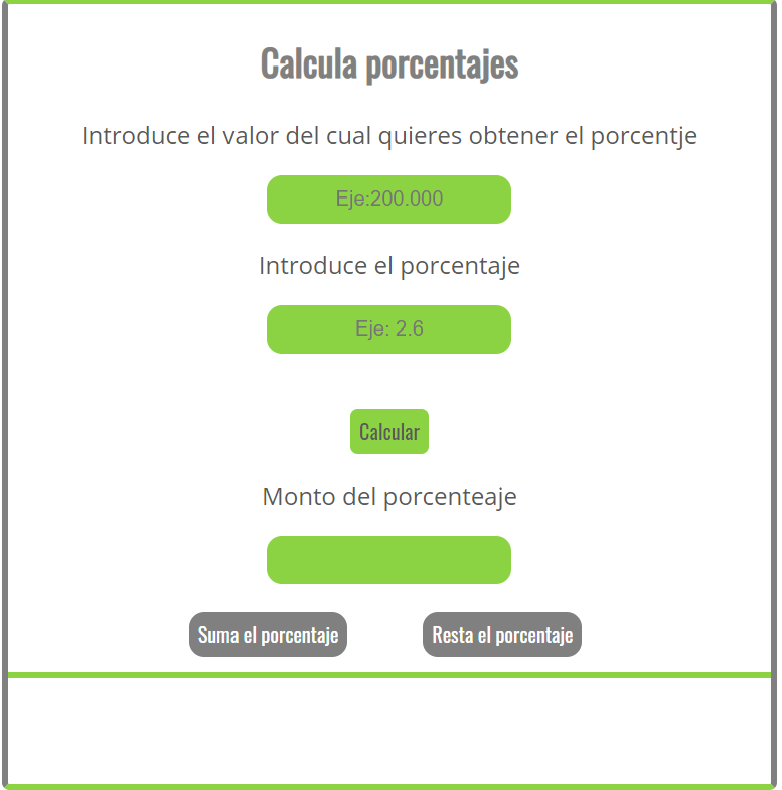 Calcula porcentajes
Introduce el valor del cual quieres obtener el porcentje
Eje:200.000
Introduce el porcentaje
Eje: 2.6
Calcular
Monto del porcenteaje
Suma el porcentaje Resta el porcentaje